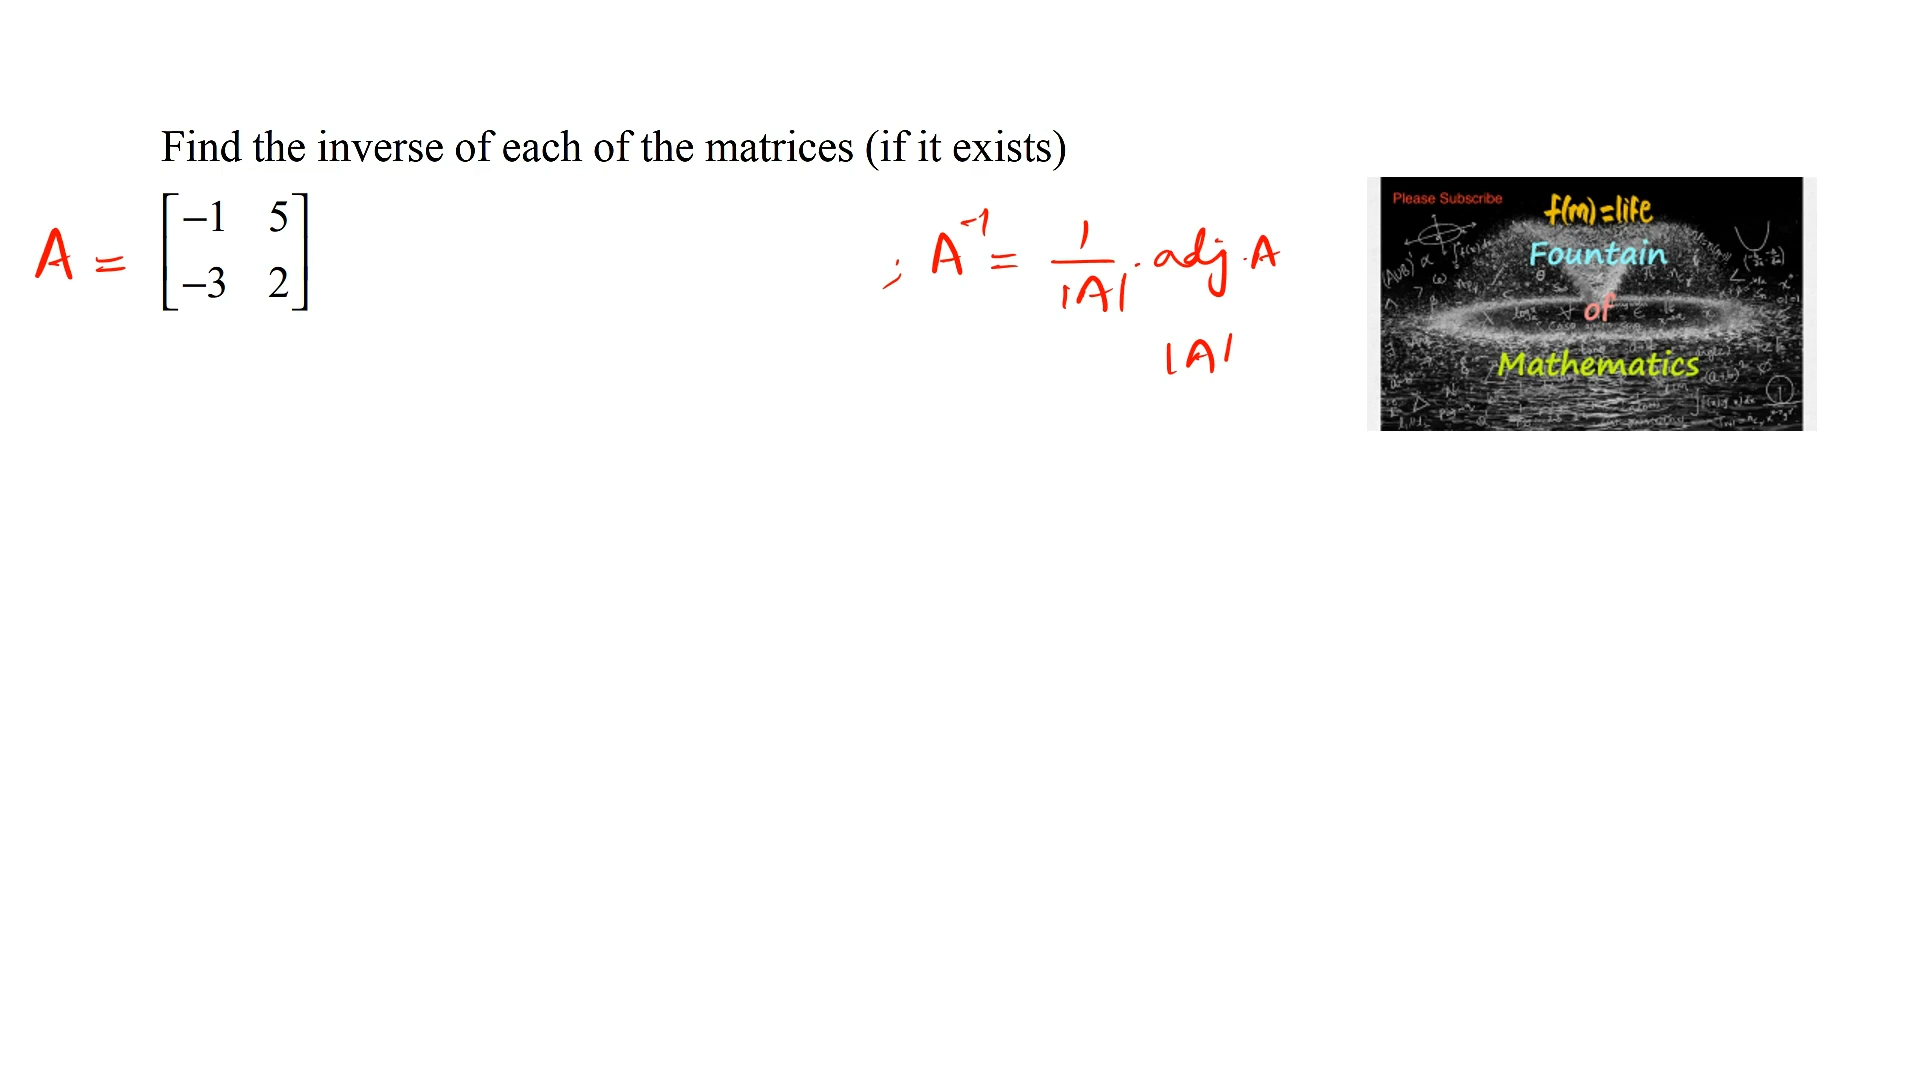 Find the inverse of each of the matrices (if it exists)
A = [−1 5
−3 2] ; A⁻¹ = 1/|A| . adj . A
|A|
Please Subscribe
f(m)=life
Fountain
of
Mathematics